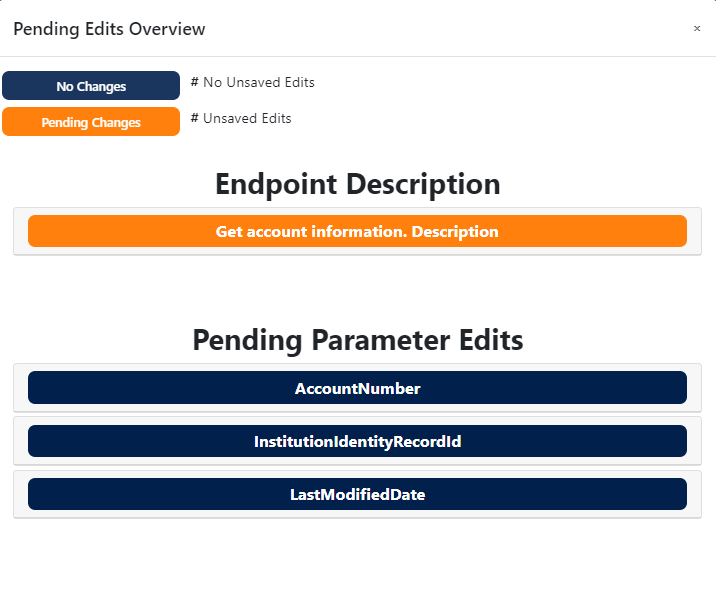 Pending Edits Overview ×
No Changes # No Unsaved Edits
Pending Changes # Unsaved Edits
Endpoint Description
Get account information. Description
Pending Parameter Edits
AccountNumber
InstitutionIdentityRecordId
LastModifiedDate